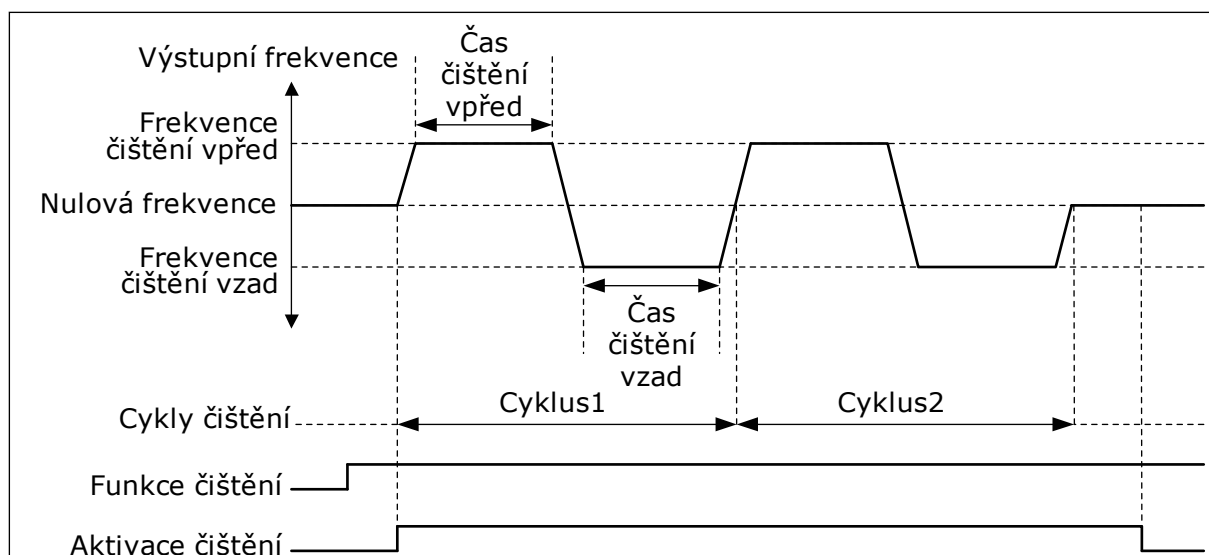 Výstupní frekvence
Čas
čištění
vpřed
Frekvence
čištění vpřed
Nulová frekvence
Frekvence
čištění vzad
Čas
čištění
vzad
Cykly čištění
Cyklus1
Cyklus2
Funkce čištění
Aktivace čištění